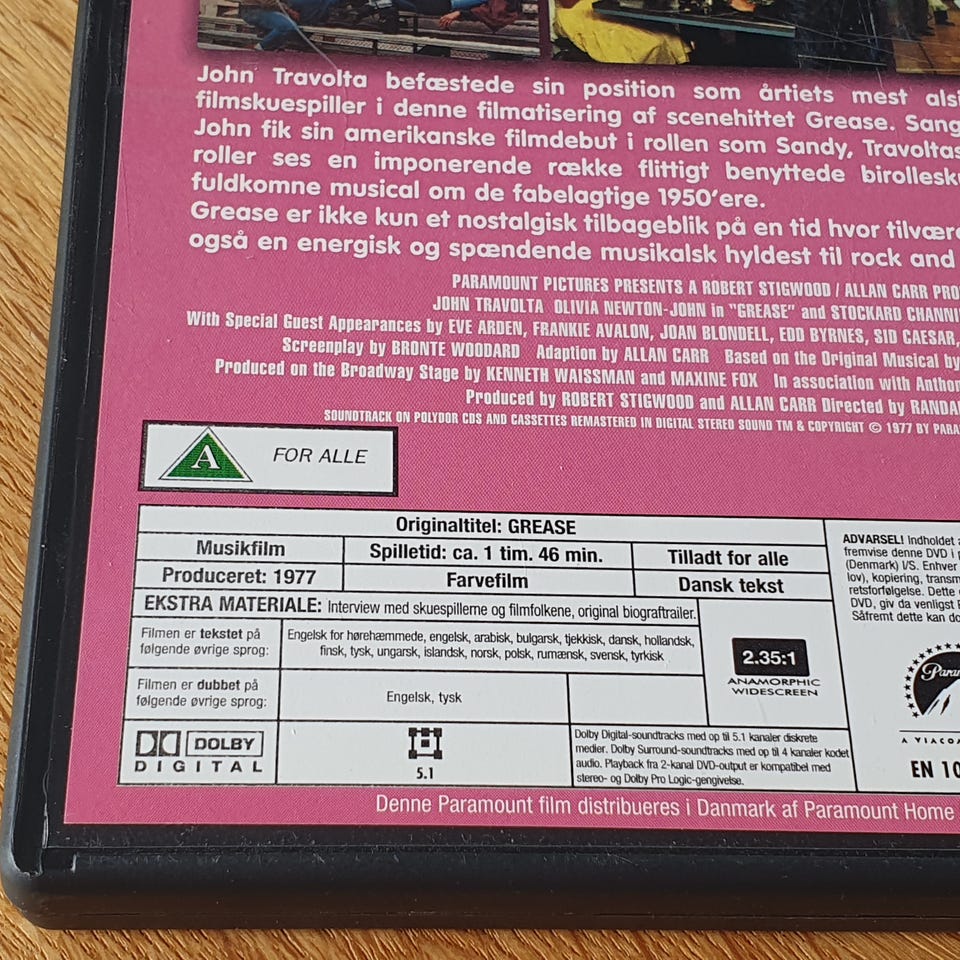 John Travolta befæstede sin position som årtiets mest
filmskuespiller i denne filmatisering af scenehittet Grease.
John fik sin amerikanske filmdebut i rollen som Sandy,
roller ses en imponerende række flittigt benyttede
fuldkomne musical om de fabelagtige 1950'ere.
Grease er ikke kun et nostalgisk tilbageblik på en tid hvor
også en energisk og spændende musikalsk hyldest til rock and
PARAMOUNT PICTURES PRESENTS A ROBERT STIGWOOD / ALLAN CARR
JOHN TRAVOLTA OLIVIA NEWTON-JOHN in "GREASE" and STOCKARD
With Special Guest Appearances by EVE ARDEN, FRANKIE AVALON, JOAN BLONDELL, EDD BYRNES, SID CAESAR,
Screenplay by BRONTE WOODARD Adaption by ALLAN CARR Based on the Original Musical by
Produced on the Broadway Stage by KENNETH WAISSMAN and MAXINE FOX In association with
Produced by ROBERT STIGWOOD and ALLAN CARR Directed by
SOUNDTRACK ON POLYDOR CDS AND CASSETTES REMASTERED IN DIGITAL STEREO SOUND TM & COPYRIGHT © 1977 BY
A FOR ALLE
Originaltitel: GREASE
Musikfilm
Spilletid: ca. 1 tim. 46 min.
Tilladt for alle
Produceret: 1977
Farvefilm
Dansk tekst
EKSTRA MATERIALE: Interview med skuespillerne og filmfolkene, original biograftrailer.
Filmen er tekstet på
følgende øvrige sprog:
Engelsk for hørehæmmede, engelsk, arabisk, bulgarsk, tjekkisk, dansk, hollandsk,
finsk, tysk, ungarsk, islandsk, norsk, polsk, rumænsk, svensk, tyrkisk
Filmen er dubbet på
følgende øvrige sprog:
Engelsk, tysk
2.35:1
ANAMORPHIC
WIDESCREEN
DOLBY
DIGITAL
5.1
Dolby Digital-soundtracks med op til 5.1 kanaler diskrete
medier. Dolby Surround-soundtracks med op til 4 kanaler kodet
audio. Playback fra 2-kanal DVD-output er kompatibel med
stereo- og Dolby Pro Logic-gengivelse.
ADVARSEL! Indholdet
fremvise denne DVD i
(Denmark) I/S. Enhver
lov), kopiering,
retsforfølgelse. Dette
DVD, giv da venligst
Såfremt dette kan
A
EN
Denne Paramount film distribueres i Danmark af Paramount Home